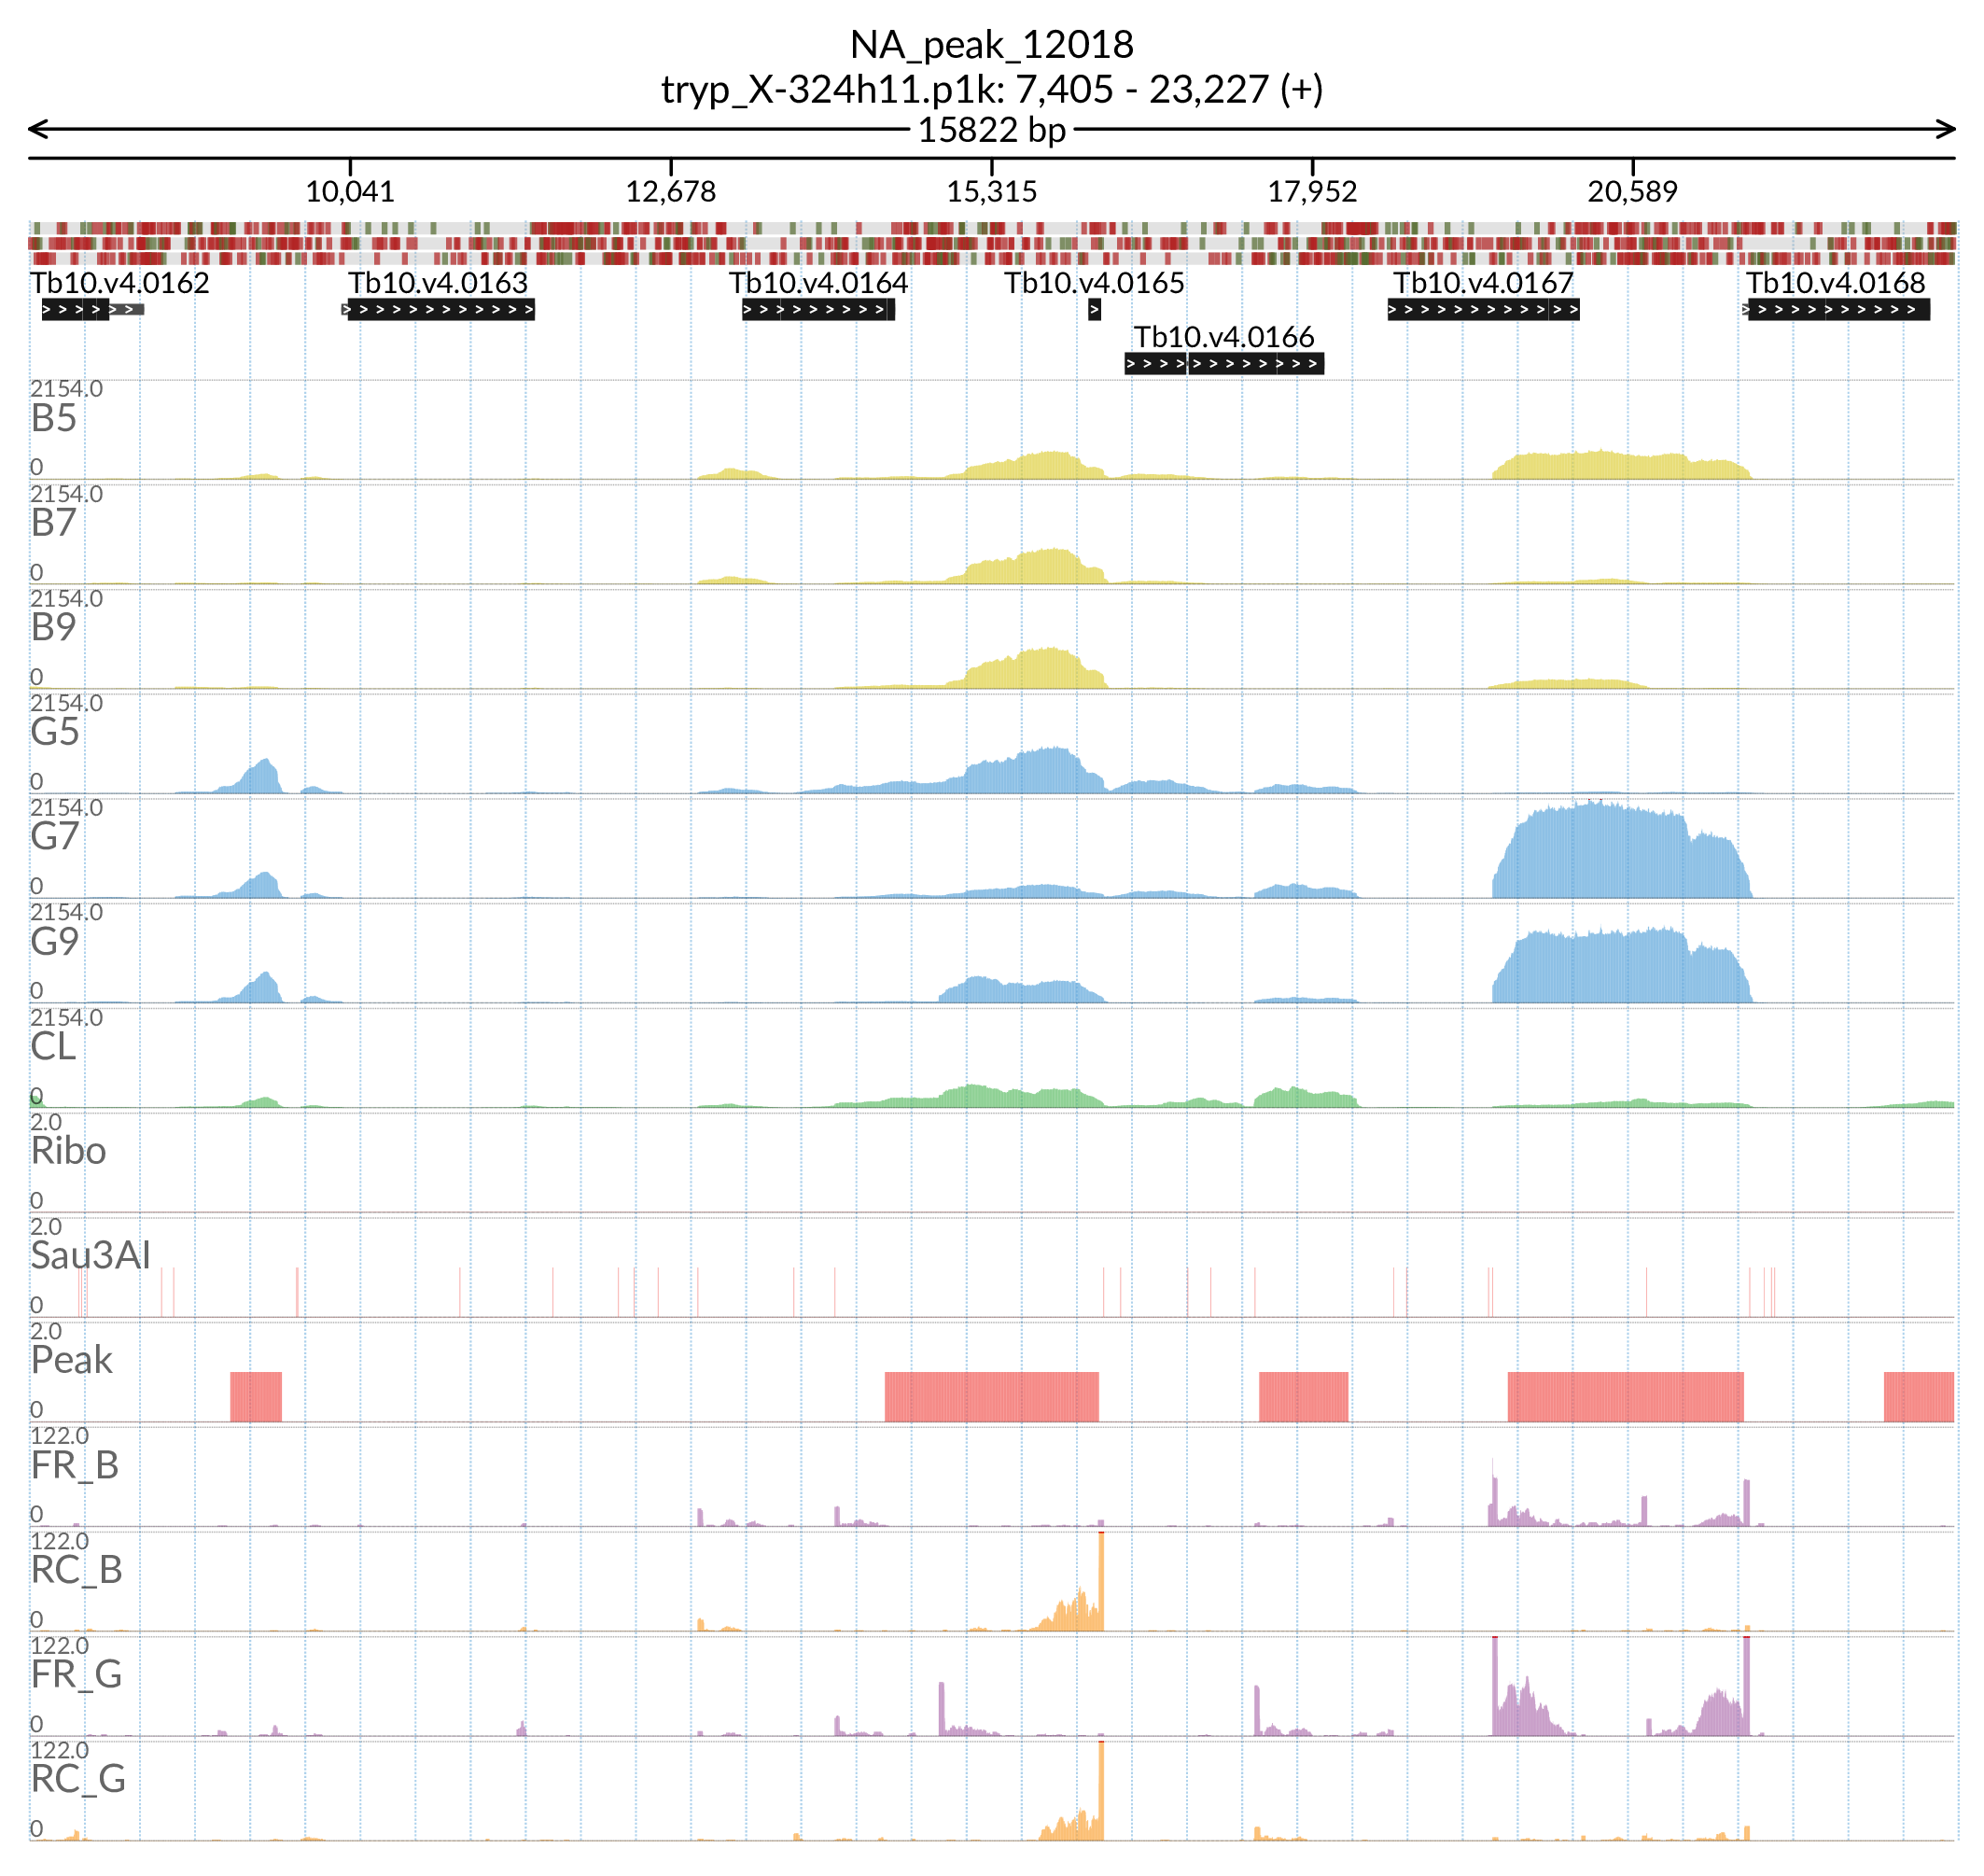 NA_peak_12018
tryp_X-324h11.p1k: 7,405 - 23,227 (+)
15822 bp
10,041 12,678 15,315 17,952 20,589
Tb10.v4.0162 Tb10.v4.0163 Tb10.v4.0164 Tb10.v4.0165 Tb10.v4.0167 Tb10.v4.0168
Tb10.v4.0166
2154.0
B5
0
2154.0
B7
0
2154.0
B9
0
2154.0
G5
0
2154.0
G7
0
2154.0
G9
0
2154.0
CL
0
2.0
Ribo
0
2.0
Sau3AI
0
2.0
Peak
0
122.0
FR_B
0
122.0
RC_B
0
122.0
FR_G
0
122.0
RC_G
0